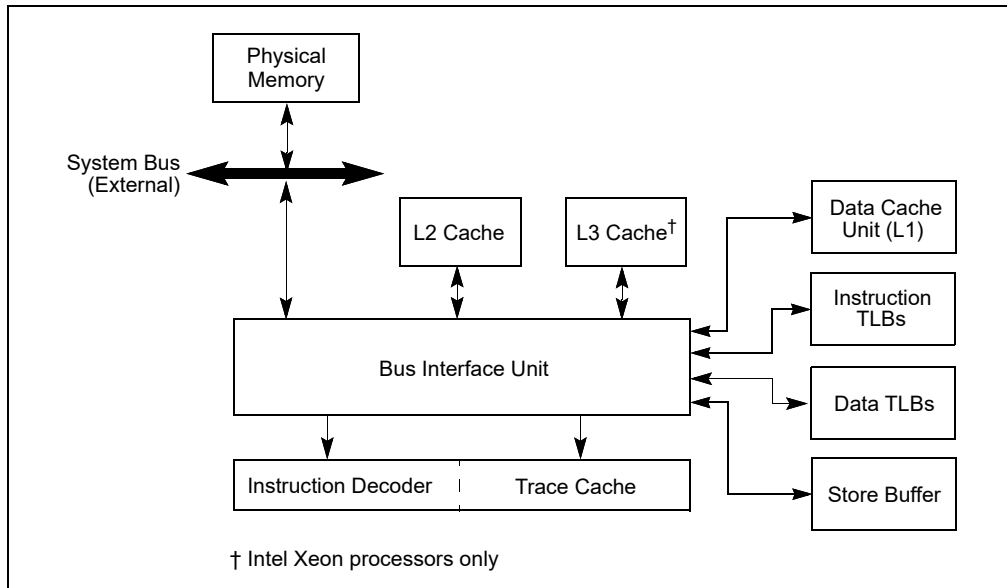 Physical
Memory
System Bus
(External)
L2 Cache
L3 Cache†
Data Cache
Unit (L1)
Instruction
TLBs
Bus Interface Unit
Data TLBs
Instruction Decoder
Trace Cache
Store Buffer
† Intel Xeon processors only